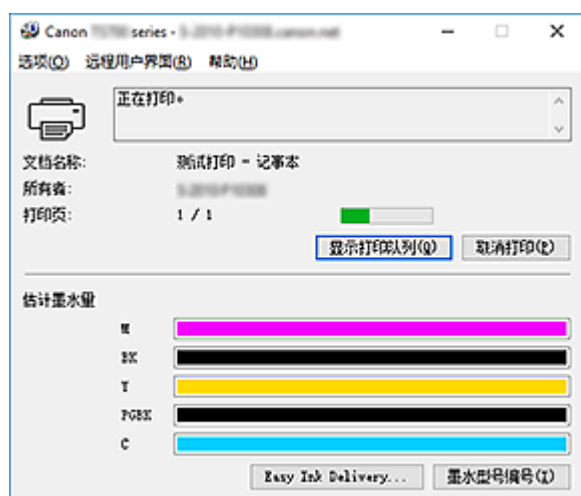 Canon series -
选项(O) 远程用户界面(R) 帮助(H)
正在打印。
文档名称: 测试打印 - 记事本
所有者:
打印页: 1 / 1
显示打印队列(Q) 取消打印(P)
估计墨水量
M
BK
Y
PGBK
C
Easy Ink Delivery... 墨水型号编号(I)